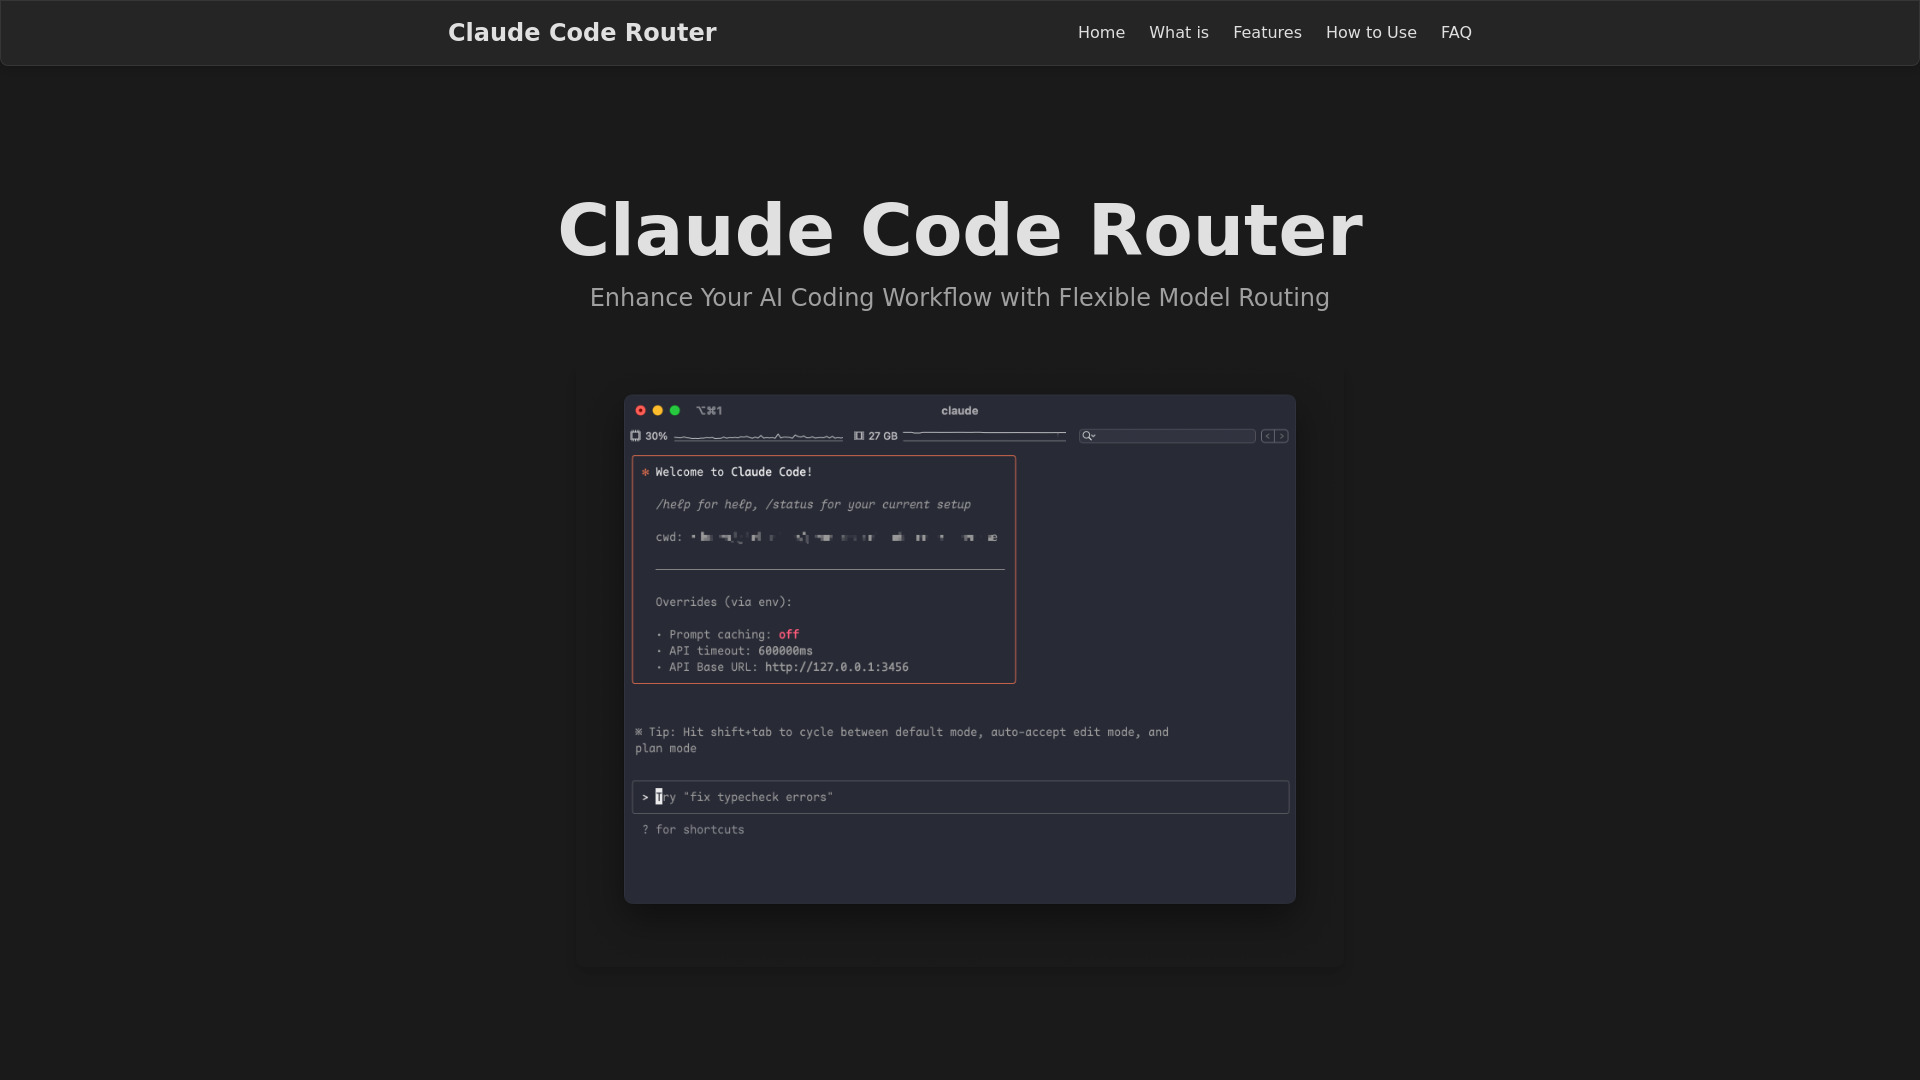 Claude Code Router
Home What is Features How to Use FAQ
Claude Code Router
Enhance Your AI Coding Workflow with Flexible Model Routing
⌥⌘1 claude
30% 27 GB
✻ Welcome to Claude Code!
/help for help, /status for your current setup
cwd:
Overrides (via env):
• Prompt caching: off
• API timeout: 600000ms
• API Base URL: http://127.0.0.1:3456
※ Tip: Hit shift+tab to cycle between default mode, auto-accept edit mode, and
plan mode
> Try "fix typecheck errors"
? for shortcuts